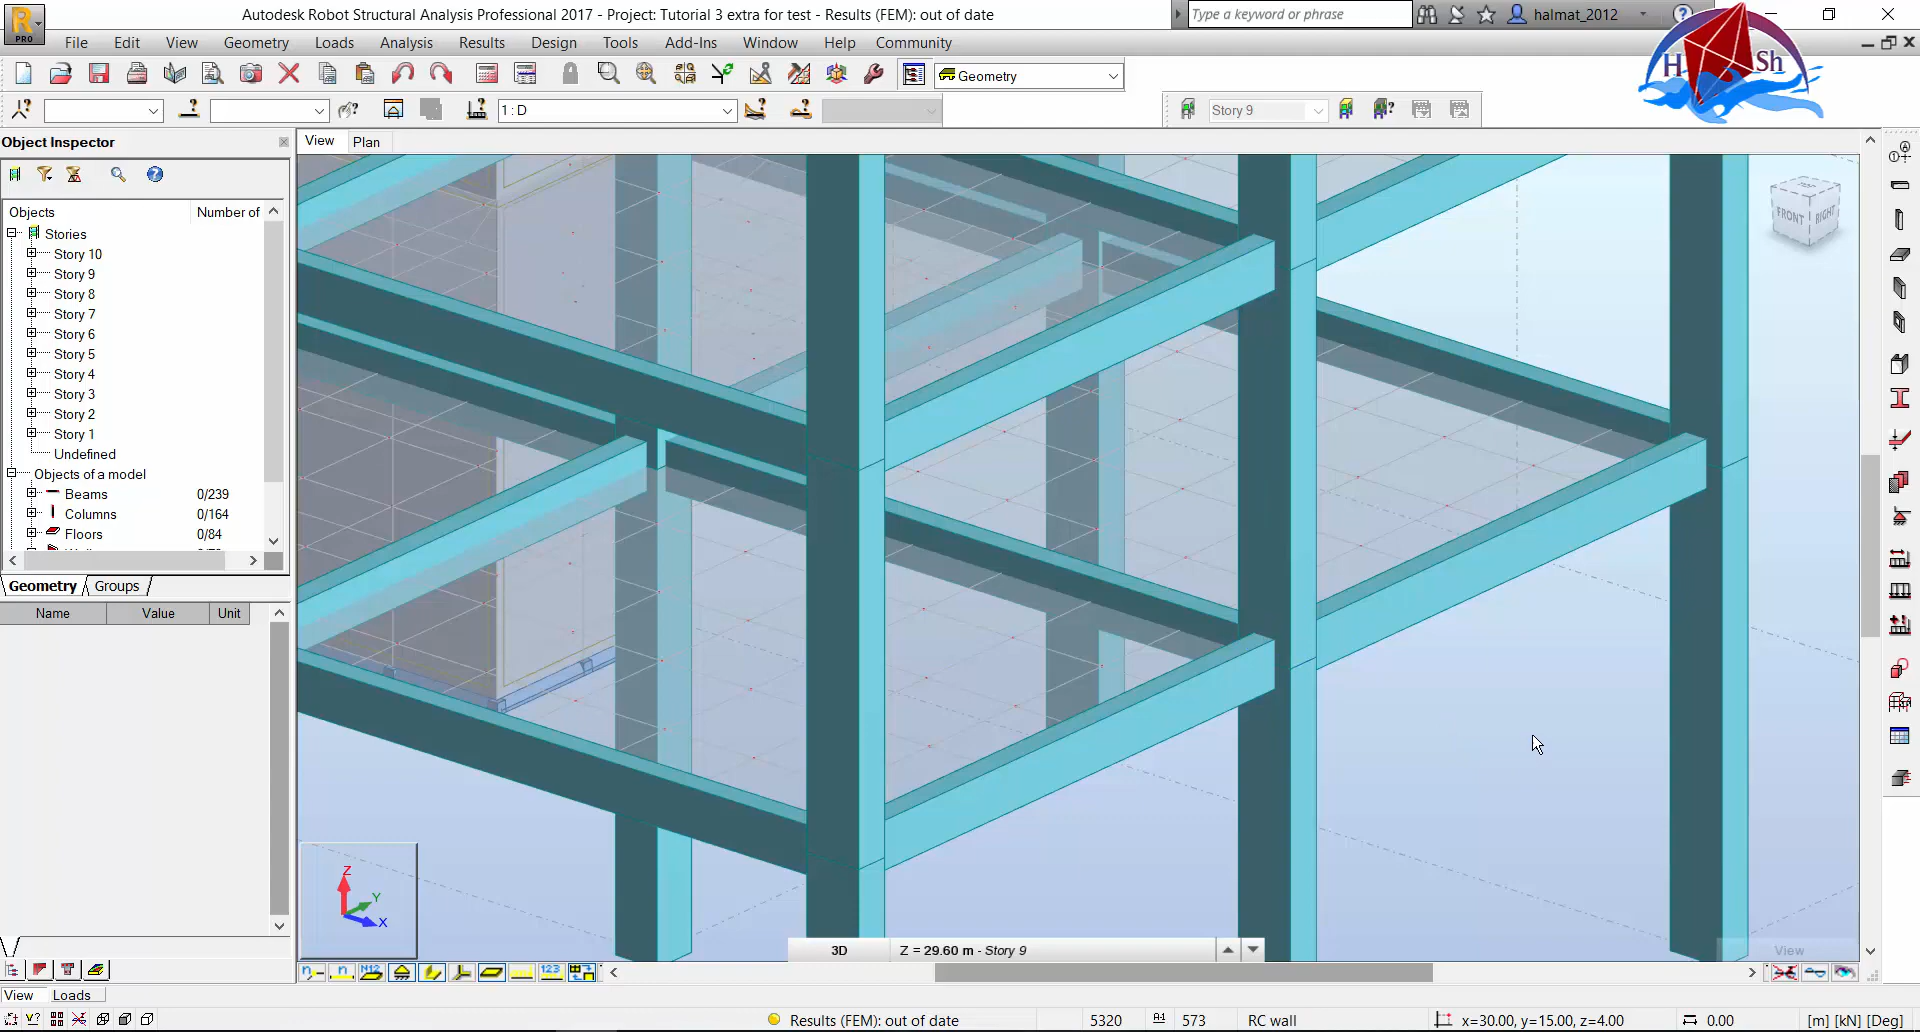 Autodesk Robot Structural Analysis Professional 2017 - Project: Tutorial 3 extra for test - Results (FEM): out of date
Type a keyword or phrase
halmat_2012
R
PRO
H Sh
File Edit View Geometry Loads Analysis Results Design Tools Add-Ins Window Help Community
Geometry
1 : D
Story 9
Object Inspector
View Plan
Objects Number of
Stories
Story 10
Story 9
Story 8
Story 7
Story 6
Story 5
Story 4
Story 3
Story 2
Story 1
Undefined
Objects of a model
Beams 0/239
Columns 0/164
Floors 0/84
Geometry Groups
Name Value Unit
FRONT RIGHT
Z
Y
X
3D Z = 29.60 m - Story 9
View
View Loads
Results (FEM): out of date 5320 573 RC wall x=30.00, y=15.00, z=4.00 0.00 [m] [kN] [Deg]